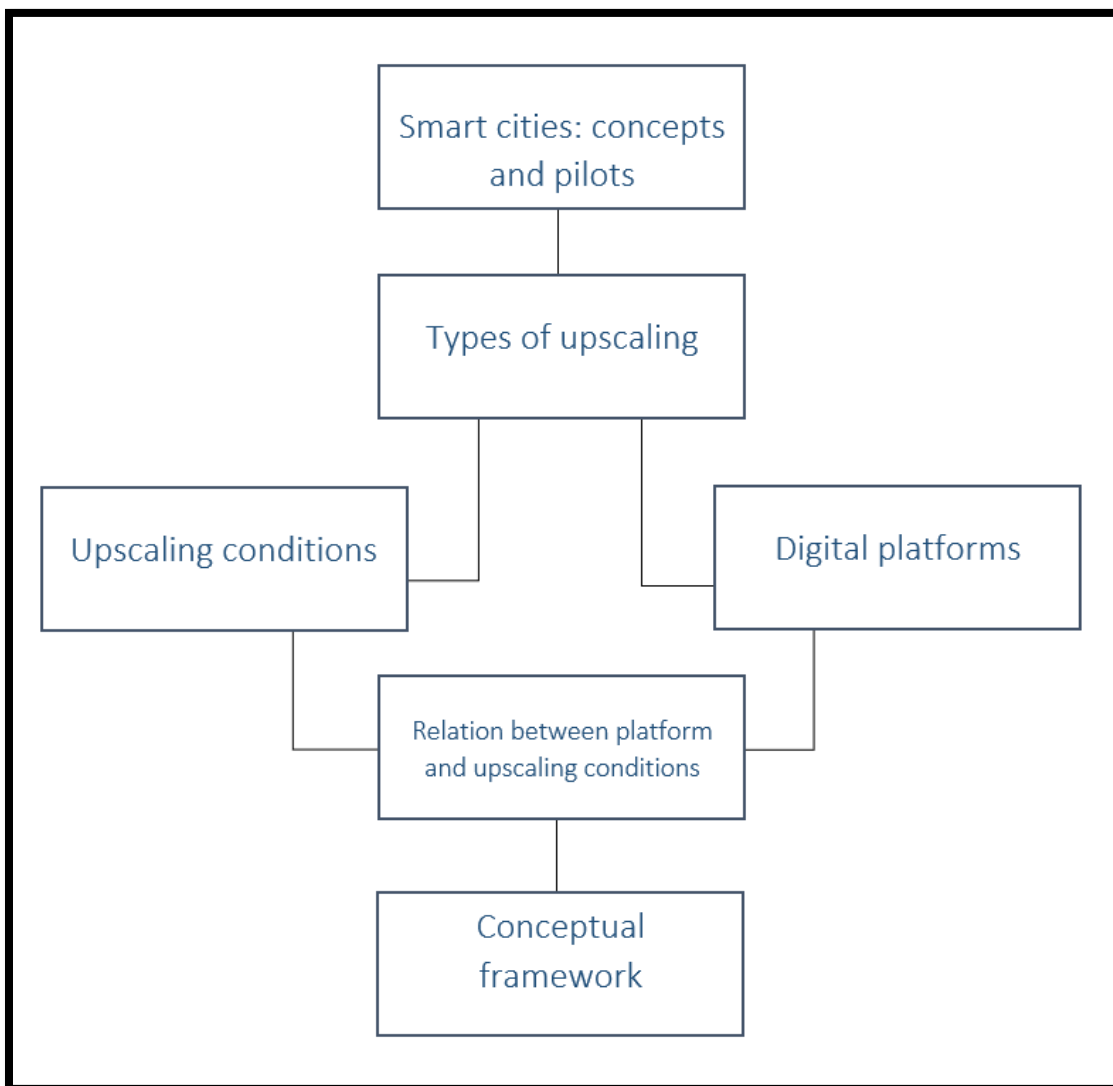 Smart cities: concepts
and pilots
Types of upscaling
Upscaling conditions
Digital platforms
Relation between platform
and upscaling conditions
Conceptual
framework